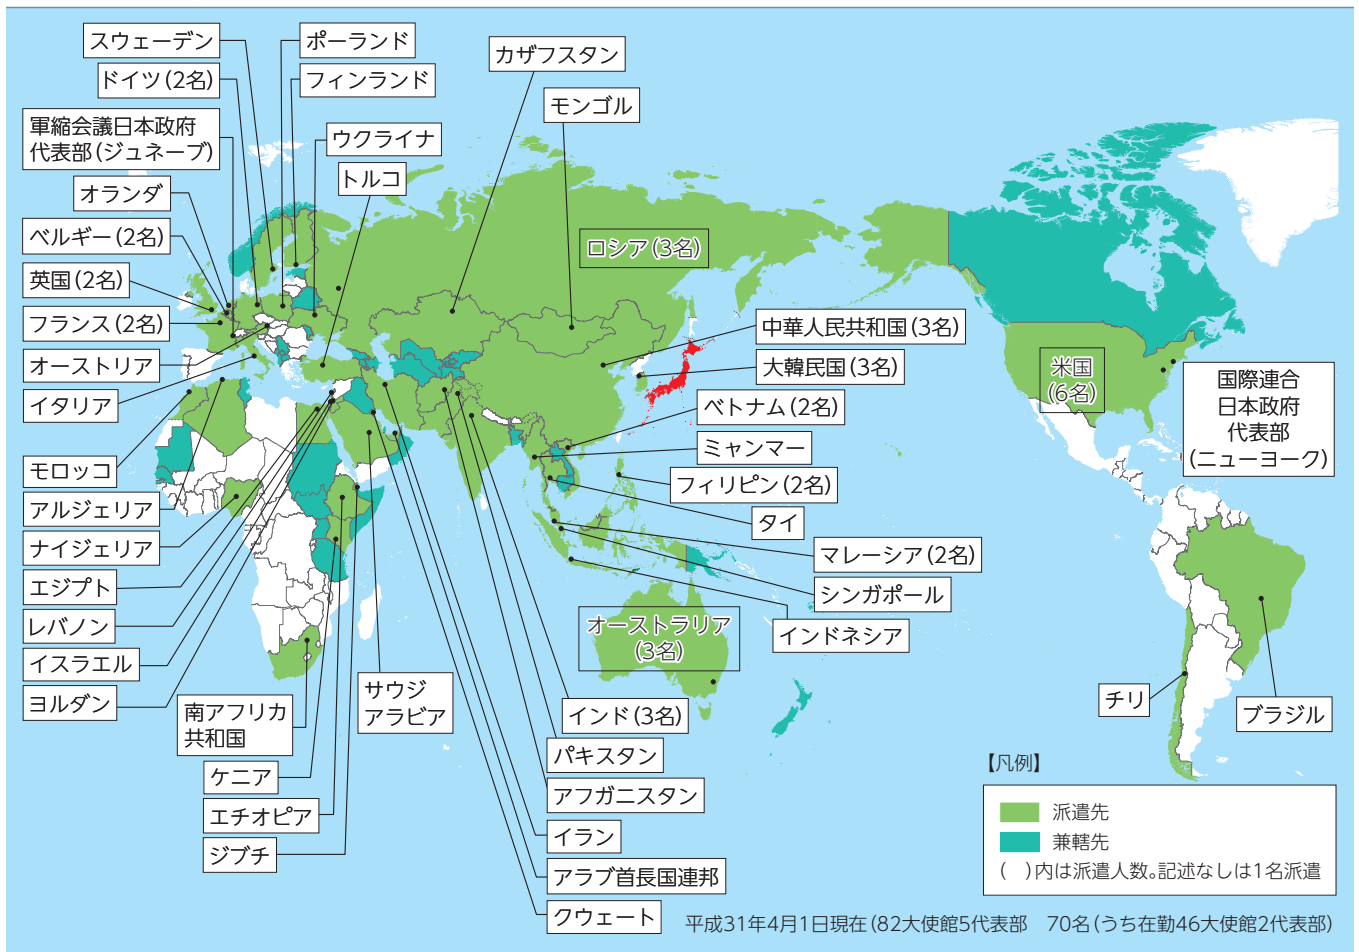 スウェーデン
ドイツ(2名)
軍縮会議日本政府
代表部(ジュネーブ)
オランダ
ベルギー(2名)
英国(2名)
フランス(2名)
オーストリア
イタリア
モロッコ
アルジェリア
ナイジェリア
エジプト
レバノン
イスラエル
ヨルダン
ポーランド
フィンランド
ウクライナ
トルコ
カザフスタン
モンゴル
ロシア(3名)
中華人民共和国(3名)
大韓民国(3名)
ベトナム(2名)
ミャンマー
フィリピン(2名)
タイ
マレーシア(2名)
シンガポール
インドネシア
オーストラリア
(3名)
米国
(6名)
国際連合
日本政府
代表部
(ニューヨーク)
南アフリカ
共和国
ケニア
エチオピア
ジブチ
サウジ
アラビア
インド(3名)
パキスタン
アフガニスタン
イラン
アラブ首長国連邦
クウェート
チリ
ブラジル
【凡例】
派遣先
兼轄先
( )内は派遣人数。記述なしは1名派遣
平成31年4月1日現在(82大使館5代表部 70名(うち在勤46大使館2代表部)